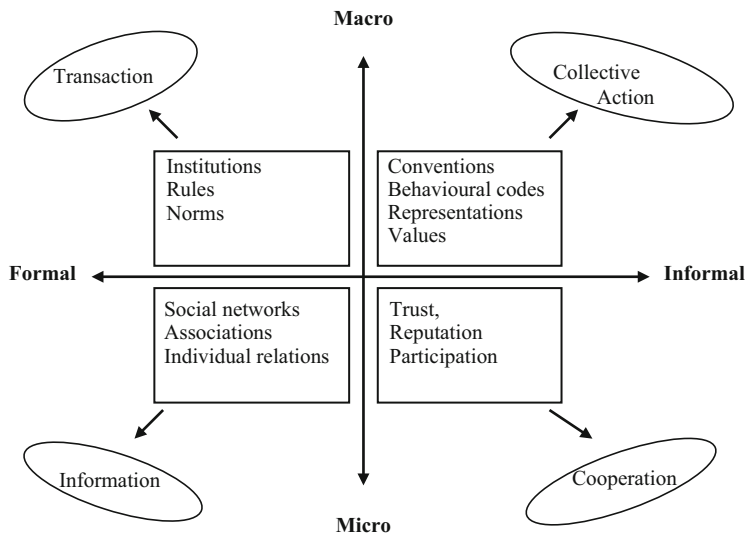 Macro
Transaction
Collective
Action
Institutions
Rules
Norms
Conventions
Behavioural codes
Representations
Values
Formal
Informal
Social networks
Associations
Individual relations
Trust,
Reputation
Participation
Information
Cooperation
Micro